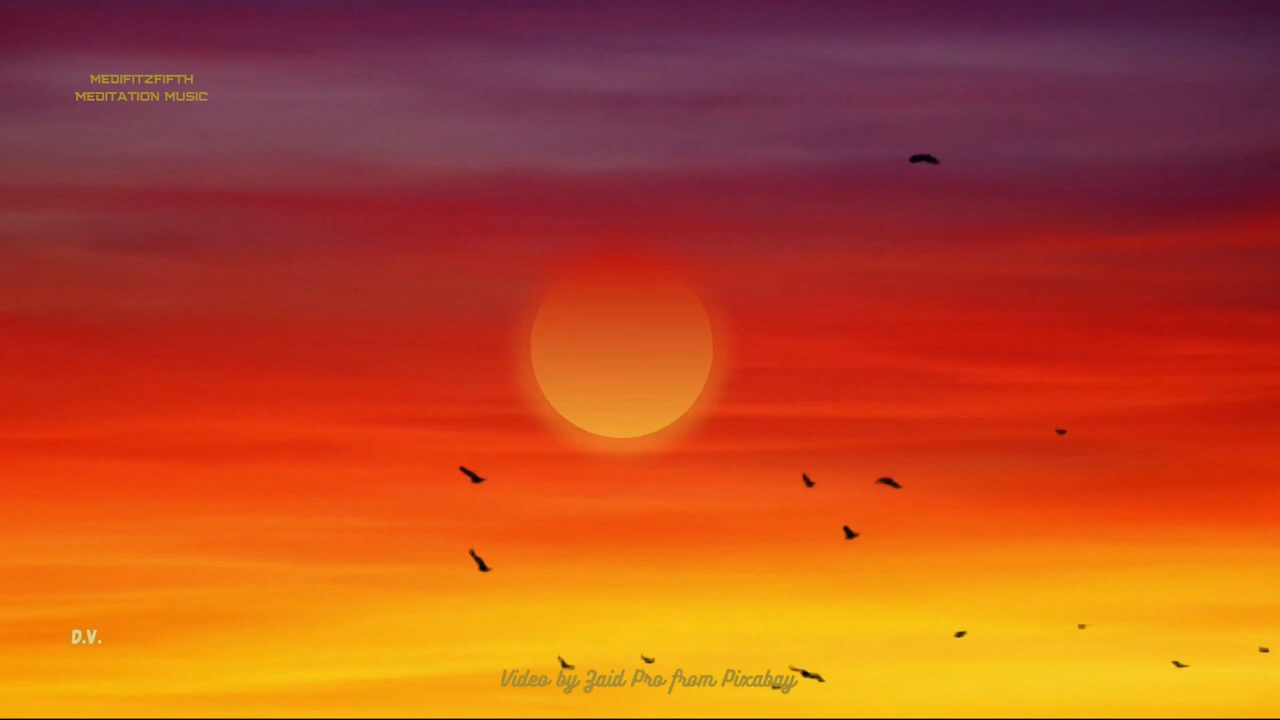 MEDIFITZFIFTH
MEDITATION MUSIC
D.V.
Video by Zaid Pro from Pixabay